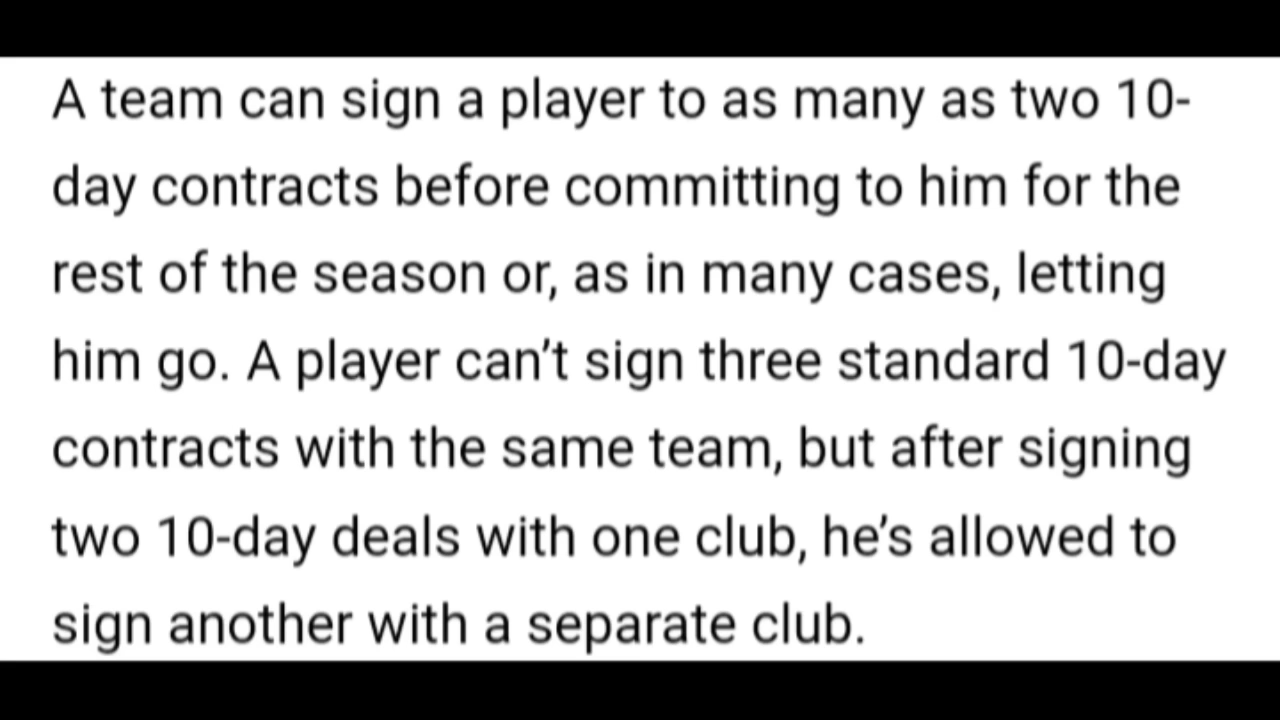 A team can sign a player to as many as two 10-
day contracts before committing to him for the
rest of the season or, as in many cases, letting
him go. A player can’t sign three standard 10-day
contracts with the same team, but after signing
two 10-day deals with one club, he’s allowed to
sign another with a separate club.